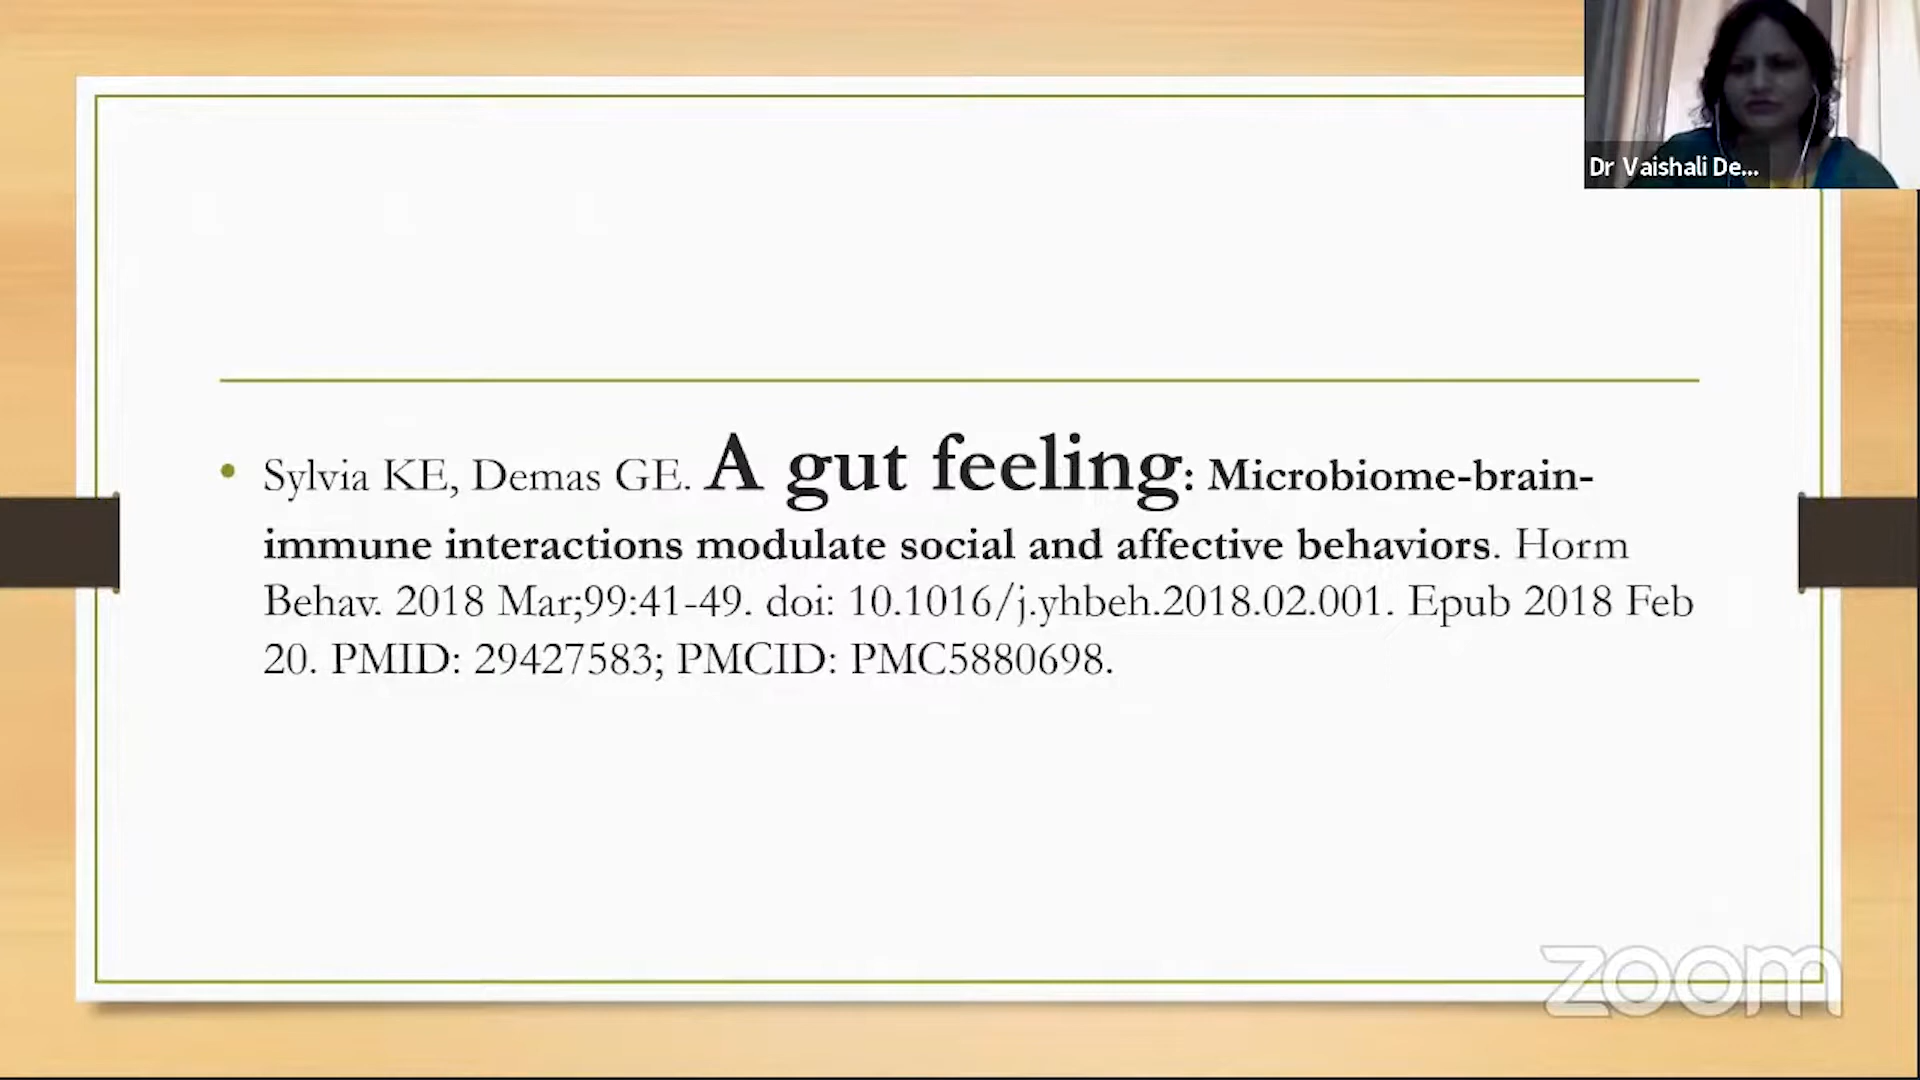 Dr Vaishali De...
• Sylvia KE, Demas GE. A gut feeling: Microbiome-brain-
immune interactions modulate social and affective behaviors. Horm
Behav. 2018 Mar;99:41-49. doi: 10.1016/j.yhbeh.2018.02.001. Epub 2018 Feb
20. PMID: 29427583; PMCID: PMC5880698.
zoom